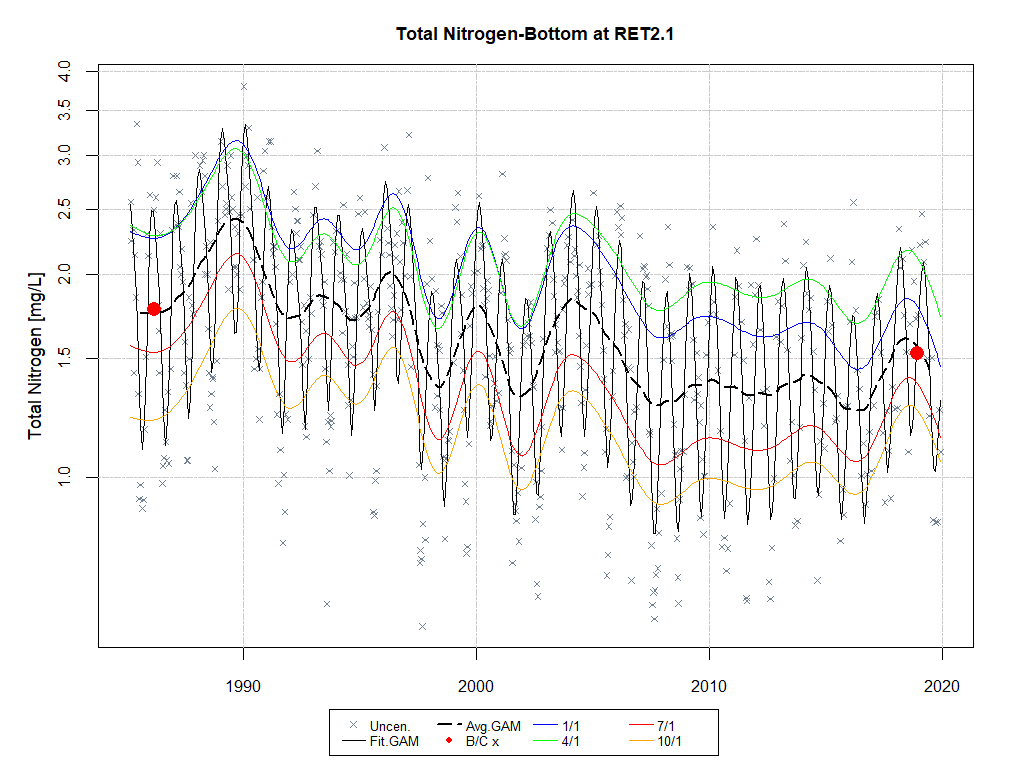 Total Nitrogen-Bottom at RET2.1
Total Nitrogen [mg/L]
4.0
3.5
3.0
2.5
2.0
1.5
1.0
1990 2000 2010 2020
Uncen. Avg.GAM 1/1 7/1
Fit.GAM B/C x 4/1 10/1